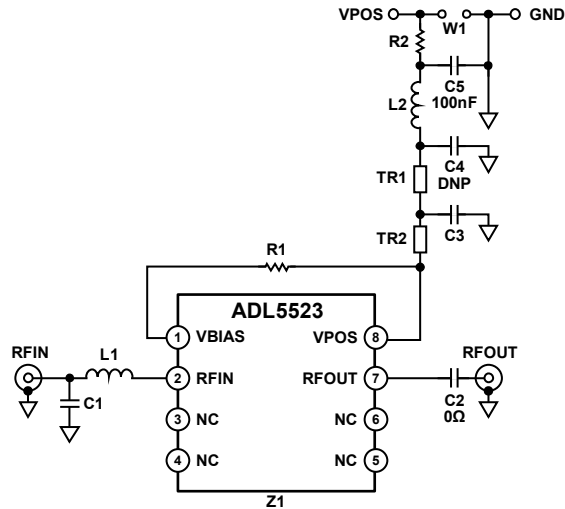 VPOS
W1
GND
R2
C5
100nF
L2
C4
DNP
TR1
C3
TR2
R1
ADL5523
1 VBIAS
VPOS 8
RFIN
L1
2 RFIN
RFOUT 7
RFOUT
C1
C2
0Ω
3 NC
NC 6
4 NC
NC 5
Z1